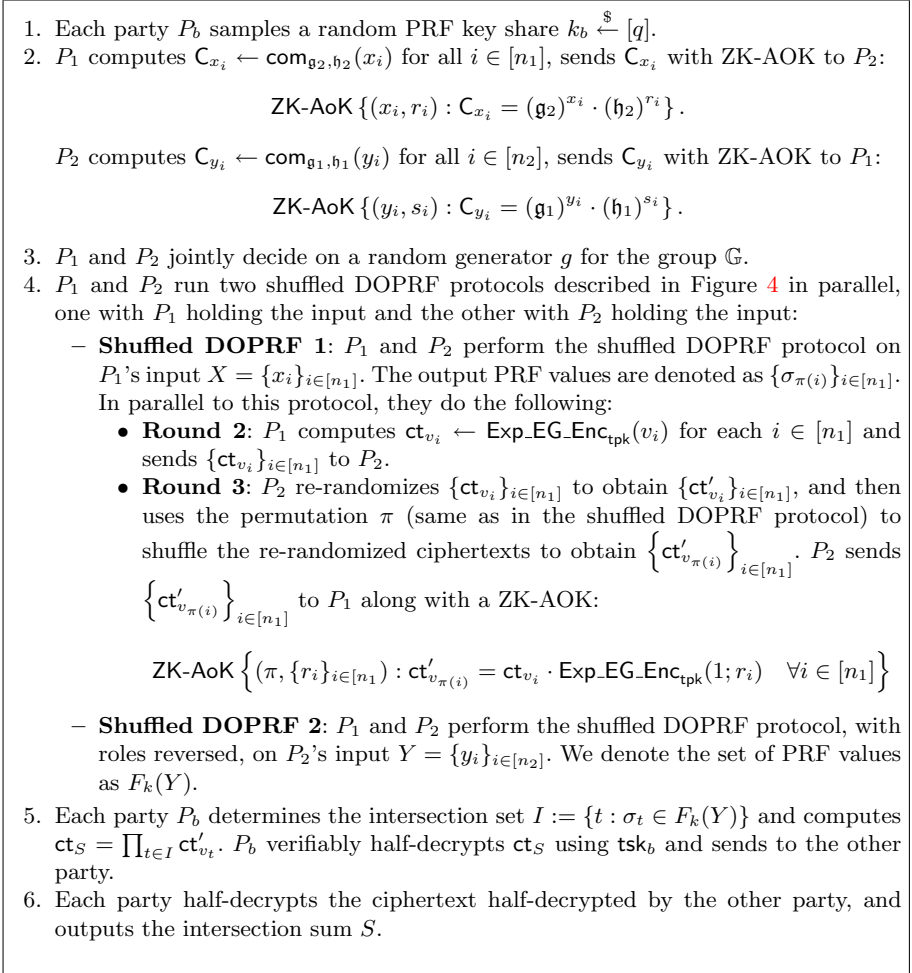 1. Each party P_b samples a random PRF key share k_b ←$ [q].
2. P_1 computes C_{x_i} ← com_{𝔤_2,𝔥_2}(x_i) for all i ∈ [n_1], sends C_{x_i} with ZK-AOK to P_2:
ZK-AoK {(x_i, r_i) : C_{x_i} = (𝔤_2)^{x_i} · (𝔥_2)^{r_i}} .
P_2 computes C_{y_i} ← com_{𝔤_1,𝔥_1}(y_i) for all i ∈ [n_2], sends C_{y_i} with ZK-AOK to P_1:
ZK-AoK {(y_i, s_i) : C_{y_i} = (𝔤_1)^{y_i} · (𝔥_1)^{s_i}} .
3. P_1 and P_2 jointly decide on a random generator g for the group 𝔾.
4. P_1 and P_2 run two shuffled DOPRF protocols described in Figure 4 in parallel,
one with P_1 holding the input and the other with P_2 holding the input:
– Shuffled DOPRF 1: P_1 and P_2 perform the shuffled DOPRF protocol on
P_1's input X = {x_i}_{i∈[n_1]}. The output PRF values are denoted as {σ_{π(i)}}_{i∈[n_1]}.
In parallel to this protocol, they do the following:
• Round 2: P_1 computes ct_{v_i} ← Exp_EG_Enc_{tpk}(v_i) for each i ∈ [n_1] and
sends {ct_{v_i}}_{i∈[n_1]} to P_2.
• Round 3: P_2 re-randomizes {ct_{v_i}}_{i∈[n_1]} to obtain {ct'_{v_i}}_{i∈[n_1]}, and then
uses the permutation π (same as in the shuffled DOPRF protocol) to
shuffle the re-randomized ciphertexts to obtain {ct'_{v_{π(i)}}}_{i∈[n_1]}. P_2 sends
{ct'_{v_{π(i)}}}_{i∈[n_1]} to P_1 along with a ZK-AOK:
ZK-AoK {(π, {r_i}_{i∈[n_1]}) : ct'_{v_{π(i)}} = ct_{v_i} · Exp_EG_Enc_{tpk}(1; r_i) ∀i ∈ [n_1]}
– Shuffled DOPRF 2: P_1 and P_2 perform the shuffled DOPRF protocol, with
roles reversed, on P_2's input Y = {y_i}_{i∈[n_2]}. We denote the set of PRF values
as F_k(Y).
5. Each party P_b determines the intersection set I := {t : σ_t ∈ F_k(Y)} and computes
ct_S = ∏_{t∈I} ct'_{v_t}. P_b verifiably half-decrypts ct_S using tsk_b and sends to the other
party.
6. Each party half-decrypts the ciphertext half-decrypted by the other party, and
outputs the intersection sum S.